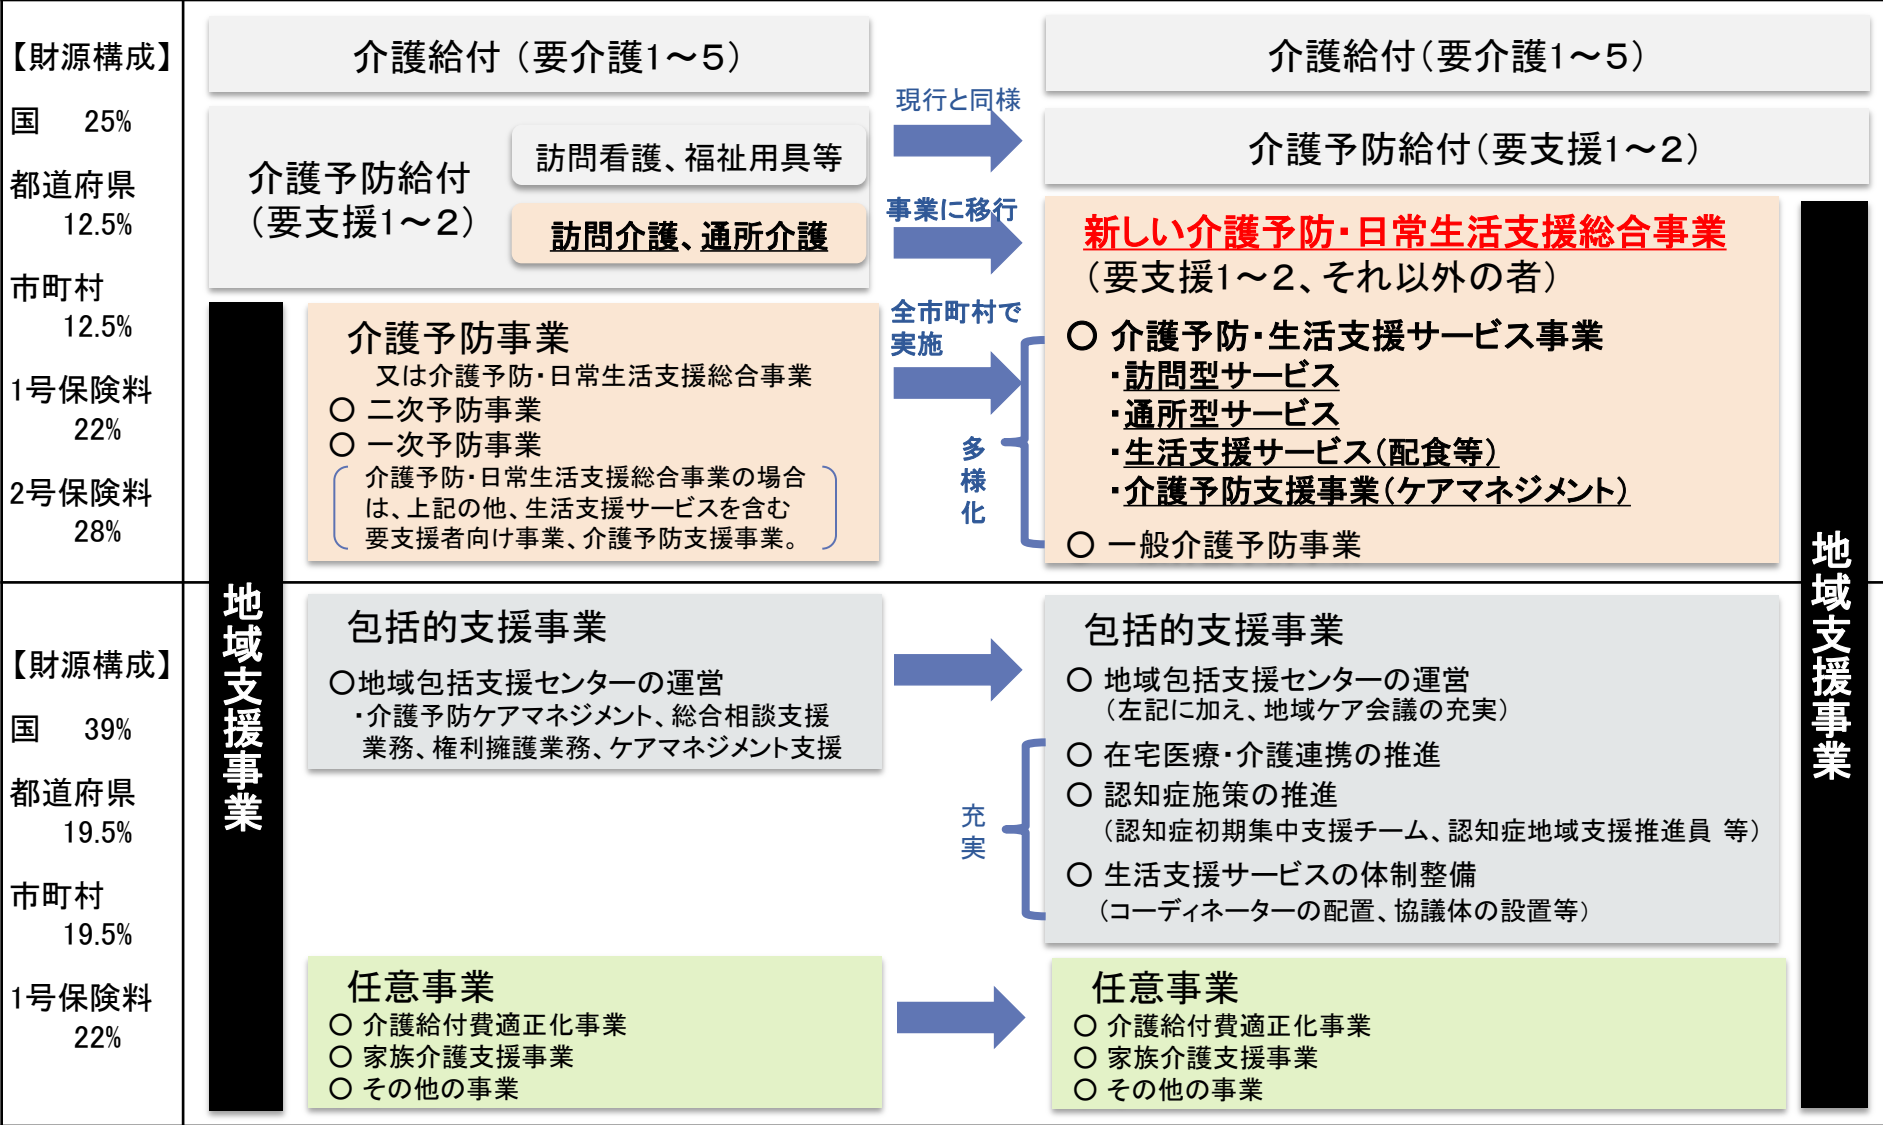 【財源構成】
国 25%
都道府県
12.5%
市町村
12.5%
1号保険料
22%
2号保険料
28%
【財源構成】
国 39%
都道府県
19.5%
市町村
19.5%
1号保険料
22%
介護給付（要介護1～5）
介護予防給付
（要支援1～2）
訪問看護、福祉用具等
訪問介護、通所介護
地域支援事業
介護予防事業
又は介護予防・日常生活支援総合事業
○ 二次予防事業
○ 一次予防事業
介護予防・日常生活支援総合事業の場合
は、上記の他、生活支援サービスを含む
要支援者向け事業、介護予防支援事業。
包括的支援事業
○地域包括支援センターの運営
・介護予防ケアマネジメント、総合相談支援
業務、権利擁護業務、ケアマネジメント支援
任意事業
○ 介護給付費適正化事業
○ 家族介護支援事業
○ その他の事業
現行と同様
事業に移行
全市町村で
実施
多様化
充実
介護給付（要介護1～5）
介護予防給付（要支援1～2）
新しい介護予防・日常生活支援総合事業
（要支援1～2、それ以外の者）
○ 介護予防・生活支援サービス事業
・訪問型サービス
・通所型サービス
・生活支援サービス（配食等）
・介護予防支援事業（ケアマネジメント）
○ 一般介護予防事業
包括的支援事業
○ 地域包括支援センターの運営
（左記に加え、地域ケア会議の充実）
○ 在宅医療・介護連携の推進
○ 認知症施策の推進
（認知症初期集中支援チーム、認知症地域支援推進員 等）
○ 生活支援サービスの体制整備
（コーディネーターの配置、協議体の設置等）
任意事業
○ 介護給付費適正化事業
○ 家族介護支援事業
○ その他の事業
地域支援事業